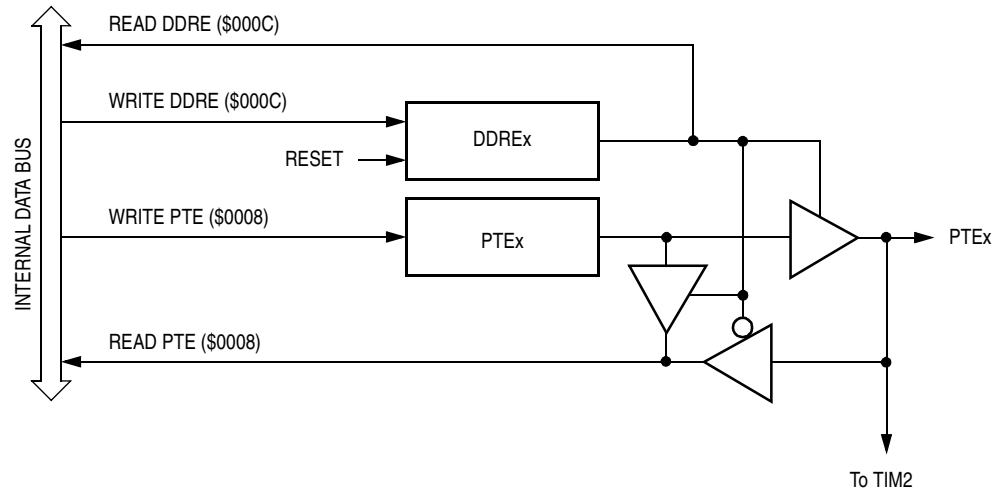 READ DDRE ($000C)
WRITE DDRE ($000C)
DDREx
RESET
INTERNAL DATA BUS
WRITE PTE ($0008)
PTEx
PTEx
READ PTE ($0008)
To TIM2